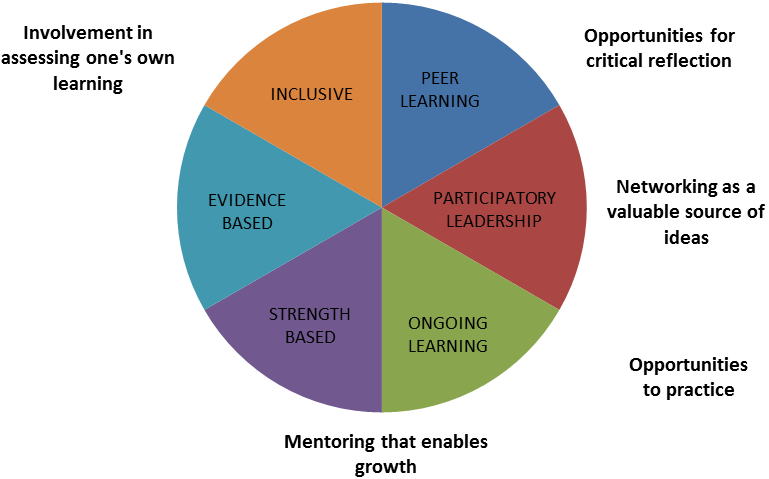 Involvement in
assessing one's own
learning
Opportunities for
critical reflection
INCLUSIVE
PEER
LEARNING
EVIDENCE
BASED
PARTICIPATORY
LEADERSHIP
Networking as a
valuable source of
ideas
STRENGTH
BASED
ONGOING
LEARNING
Opportunities
to practice
Mentoring that enables
growth